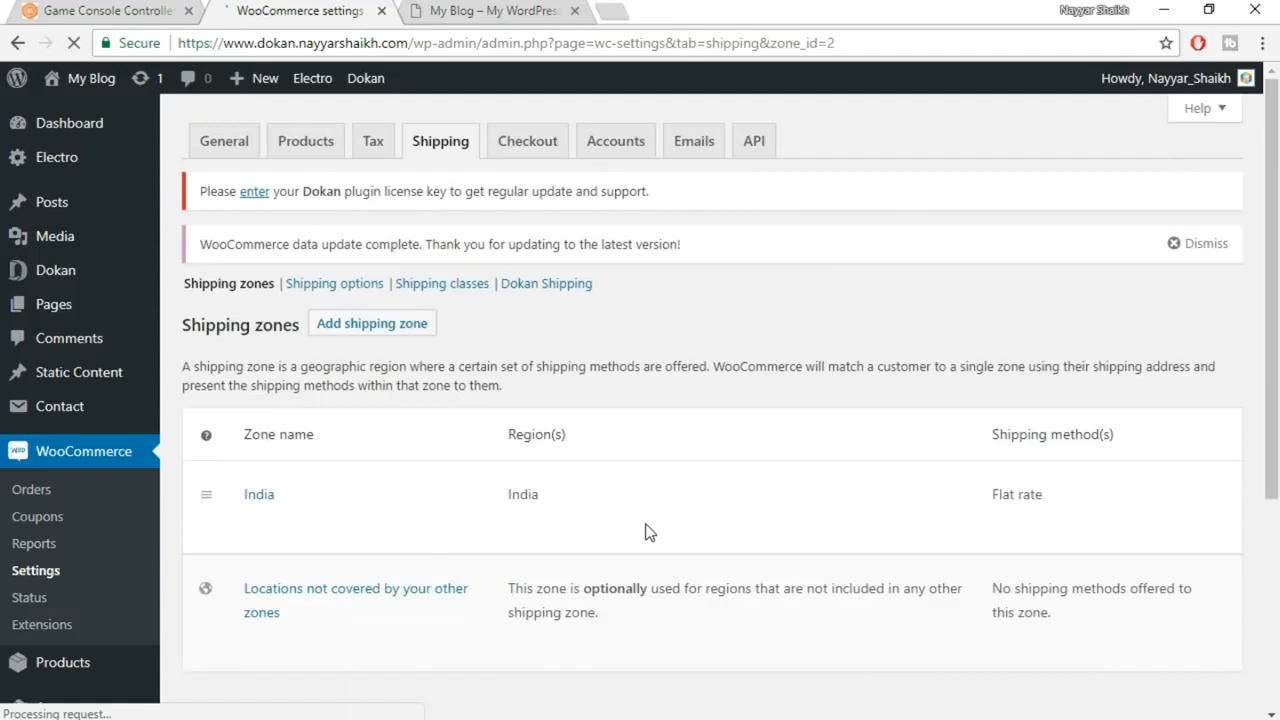 Game Console Controlle
WooCommerce settings
My Blog – My WordPres
Nayyar Shaikh
Secure
https://www.dokan.nayyarshaikh.com/wp-admin/admin.php?page=wc-settings&tab=shipping&zone_id=2
My Blog
1
0
New
Electro
Dokan
Howdy, Nayyar_Shaikh
Help
Dashboard
Electro
Posts
Media
Dokan
Pages
Comments
Static Content
Contact
WooCommerce
Orders
Coupons
Reports
Settings
Status
Extensions
Products
General
Products
Tax
Shipping
Checkout
Accounts
Emails
API
Please enter your Dokan plugin license key to get regular update and support.
WooCommerce data update complete. Thank you for updating to the latest version!
Dismiss
Shipping zones | Shipping options | Shipping classes | Dokan Shipping
Shipping zones
Add shipping zone
A shipping zone is a geographic region where a certain set of shipping methods are offered. WooCommerce will match a customer to a single zone using their shipping address and
present the shipping methods within that zone to them.
Zone name
Region(s)
Shipping method(s)
India
India
Flat rate
Locations not covered by your other
zones
This zone is optionally used for regions that are not included in any other
shipping zone.
No shipping methods offered to
this zone.
Processing request...